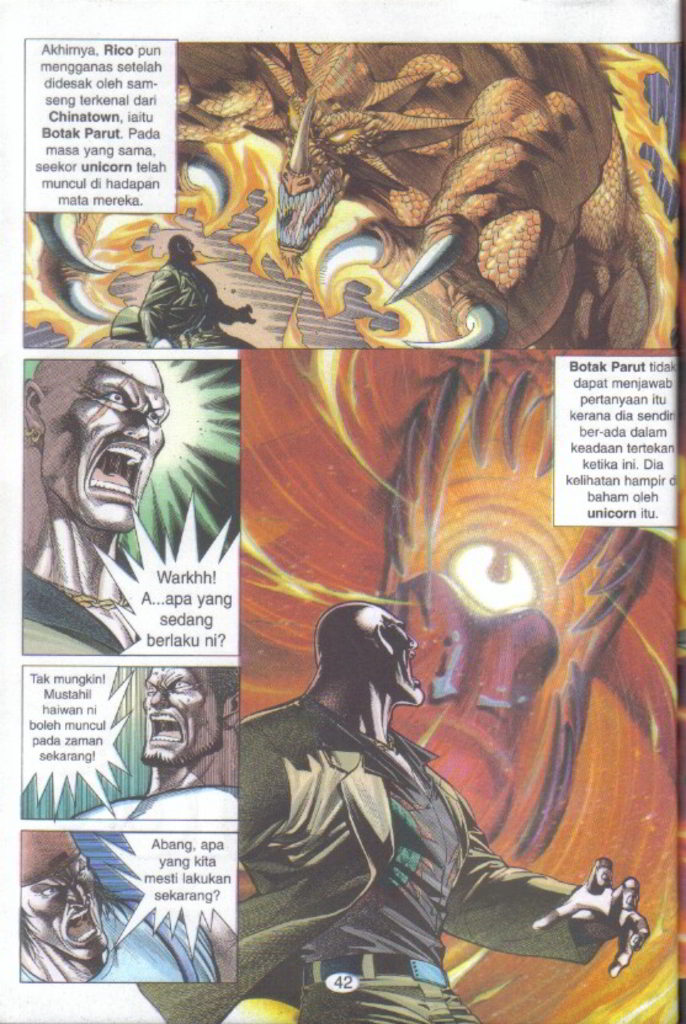 Akhirnya, Rico pun
mengganas setelah
didesak oleh sam-
seng terkenal dari
Chinatown, iaitu
Botak Parut. Pada
masa yang sama,
seekor unicorn telah
muncul di hadapan
mata mereka.
Warkhh!
A...apa yang
sedang
berlaku ni?
Botak Parut tidak
dapat menjawab
pertanyaan itu
kerana dia sendiri
ber-ada dalam
keadaan tertekan
ketika ini. Dia
kelihatan hampir d
baham oleh
unicorn itu.
Tak mungkin!
Mustahil
haiwan ni
boleh muncul
pada zaman
sekarang!
Abang, apa
yang kita
mesti lakukan
sekarang?
42